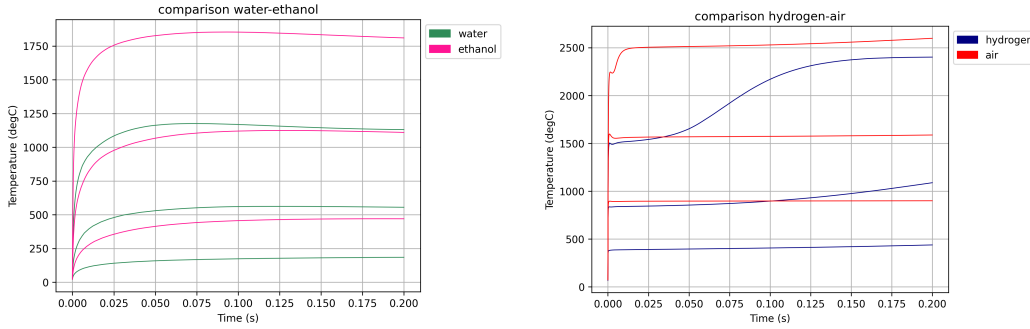 comparison water-ethanol
water
ethanol
1750
1500
1250
1000
750
500
250
0
Temperature (degC)
0.000 0.025 0.050 0.075 0.100 0.125 0.150 0.175 0.200
Time (s)
comparison hydrogen-air
hydrogen
air
2500
2000
1500
1000
500
0
Temperature (degC)
0.000 0.025 0.050 0.075 0.100 0.125 0.150 0.175 0.200
Time (s)